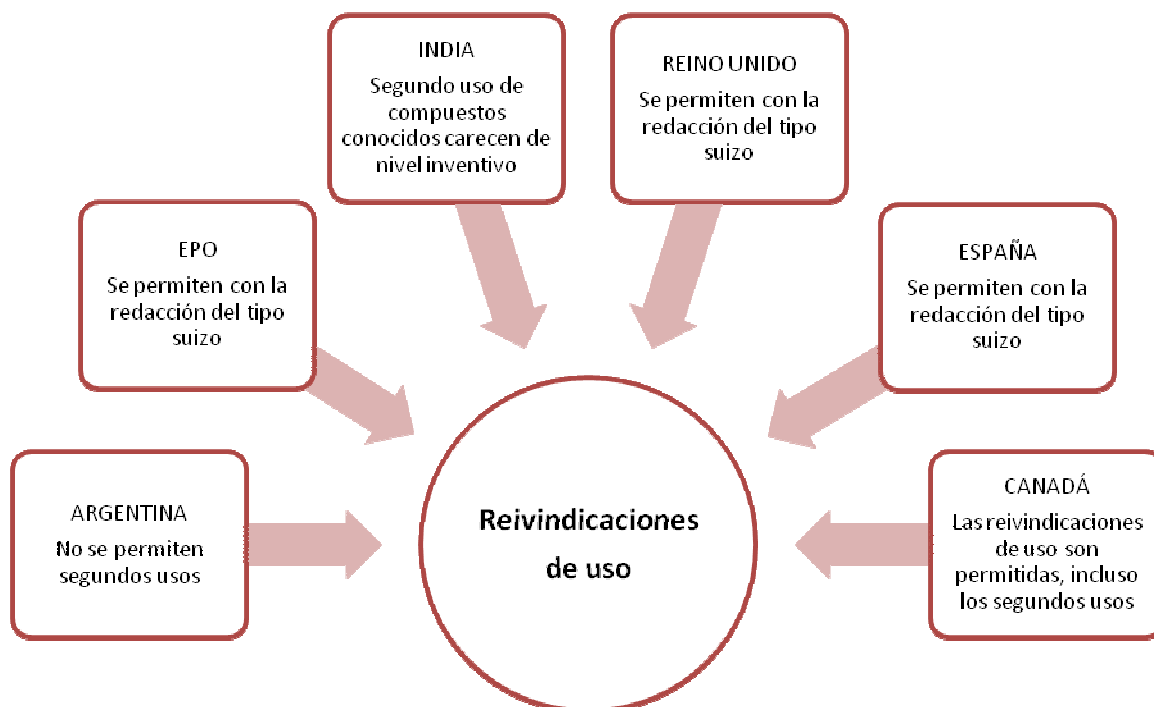 INDIA
Segundo uso de
compuestos
conocidos carecen de
nivel inventivo
REINO UNIDO
Se permiten con la
redacción del tipo
suizo
EPO
Se permiten con la
redacción del tipo
suizo
ESPAÑA
Se permiten con la
redacción del tipo
suizo
ARGENTINA
No se permiten
segundos usos
Reivindicaciones
de uso
CANADÁ
Las reivindicaciones
de uso son
permitidas, incluso
los segundos usos